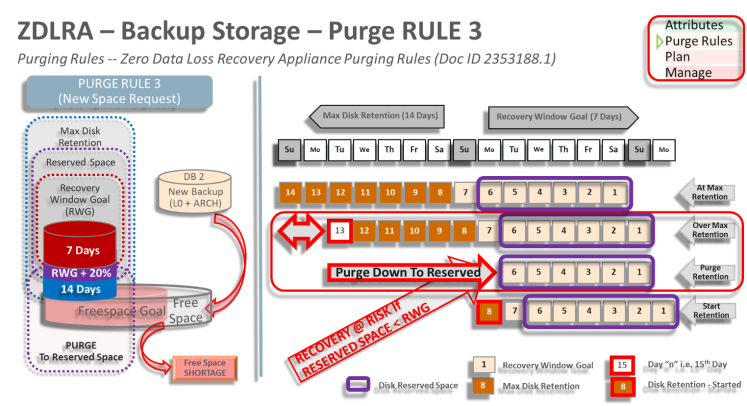 ZDLRA – Backup Storage – Purge RULE 3
Purging Rules -- Zero Data Loss Recovery Appliance Purging Rules (Doc ID 2353188.1)
Attributes
Purge Rules
Plan
Manage
PURGE RULE 3
(New Space Request)
Max Disk
Retention
Reserved Space
Recovery
Window Goal
(RWG)
7 Days
RWG + 20%
14 Days
Freespace Goal
Free
Space
PURGE
To Reserved Space
DB 2
New Backup
(L0 + ARCH)
Free Space
SHORTAGE
Max Disk Retention (14 Days)
Recovery Window Goal (7 Days)
Su Mo Tu We Th Fr Sa Su Mo Tu We Th Fr Sa Su Mo
14 13 12 11 10 9 8 7 6 5 4 3 2 1
At Max
Retention
13 12 11 10 9 8 7 6 5 4 3 2 1
Over Max
Retention
Purge Down To Reserved
6 5 4 3 2 1
Purge
Retention
8 7 6 5 4 3 2 1
Start
Retention
RECOVERY @ RISK If
RESERVED SPACE < RWG
Disk Reserved Space
1 Recovery Window Goal
8 Max Disk Retention
15 Day "n" i.e. 15th Day
8 Disk Retention - Started